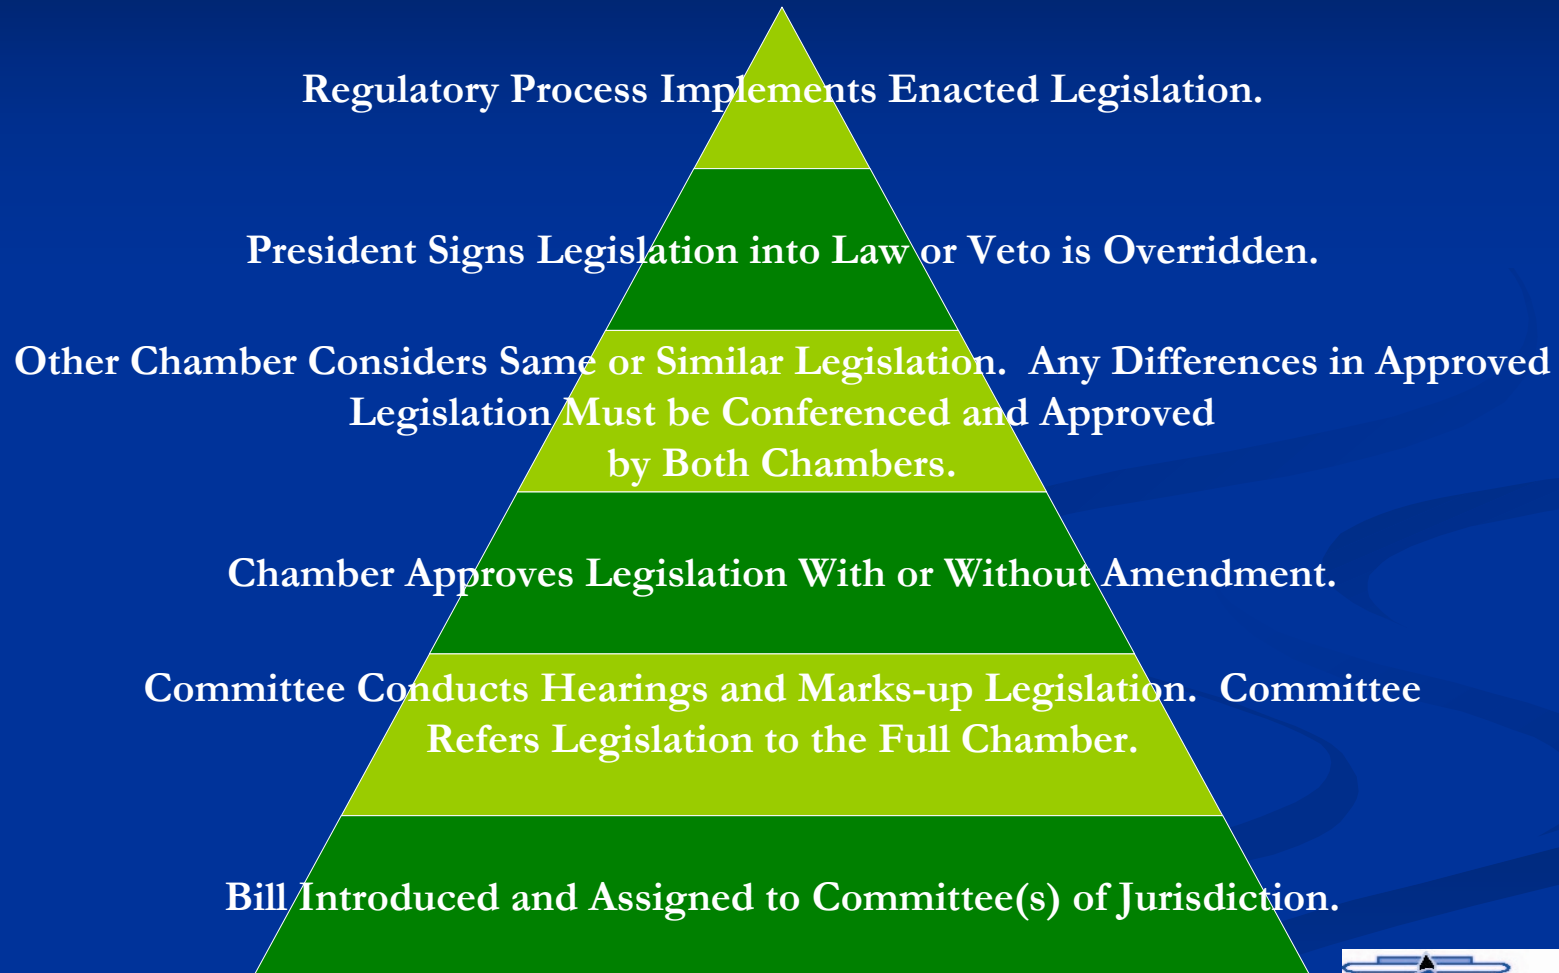 Regulatory Process Implements Enacted Legislation.
President Signs Legislation into Law or Veto is Overridden.
Other Chamber Considers Same or Similar Legislation.  Any Differences in Approved
Legislation Must be Conferenced and Approved
by Both Chambers.
Chamber Approves Legislation With or Without Amendment.
Committee Conducts Hearings and Marks-up Legislation.  Committee
Refers Legislation to the Full Chamber.
Bill Introduced and Assigned to Committee(s) of Jurisdiction.